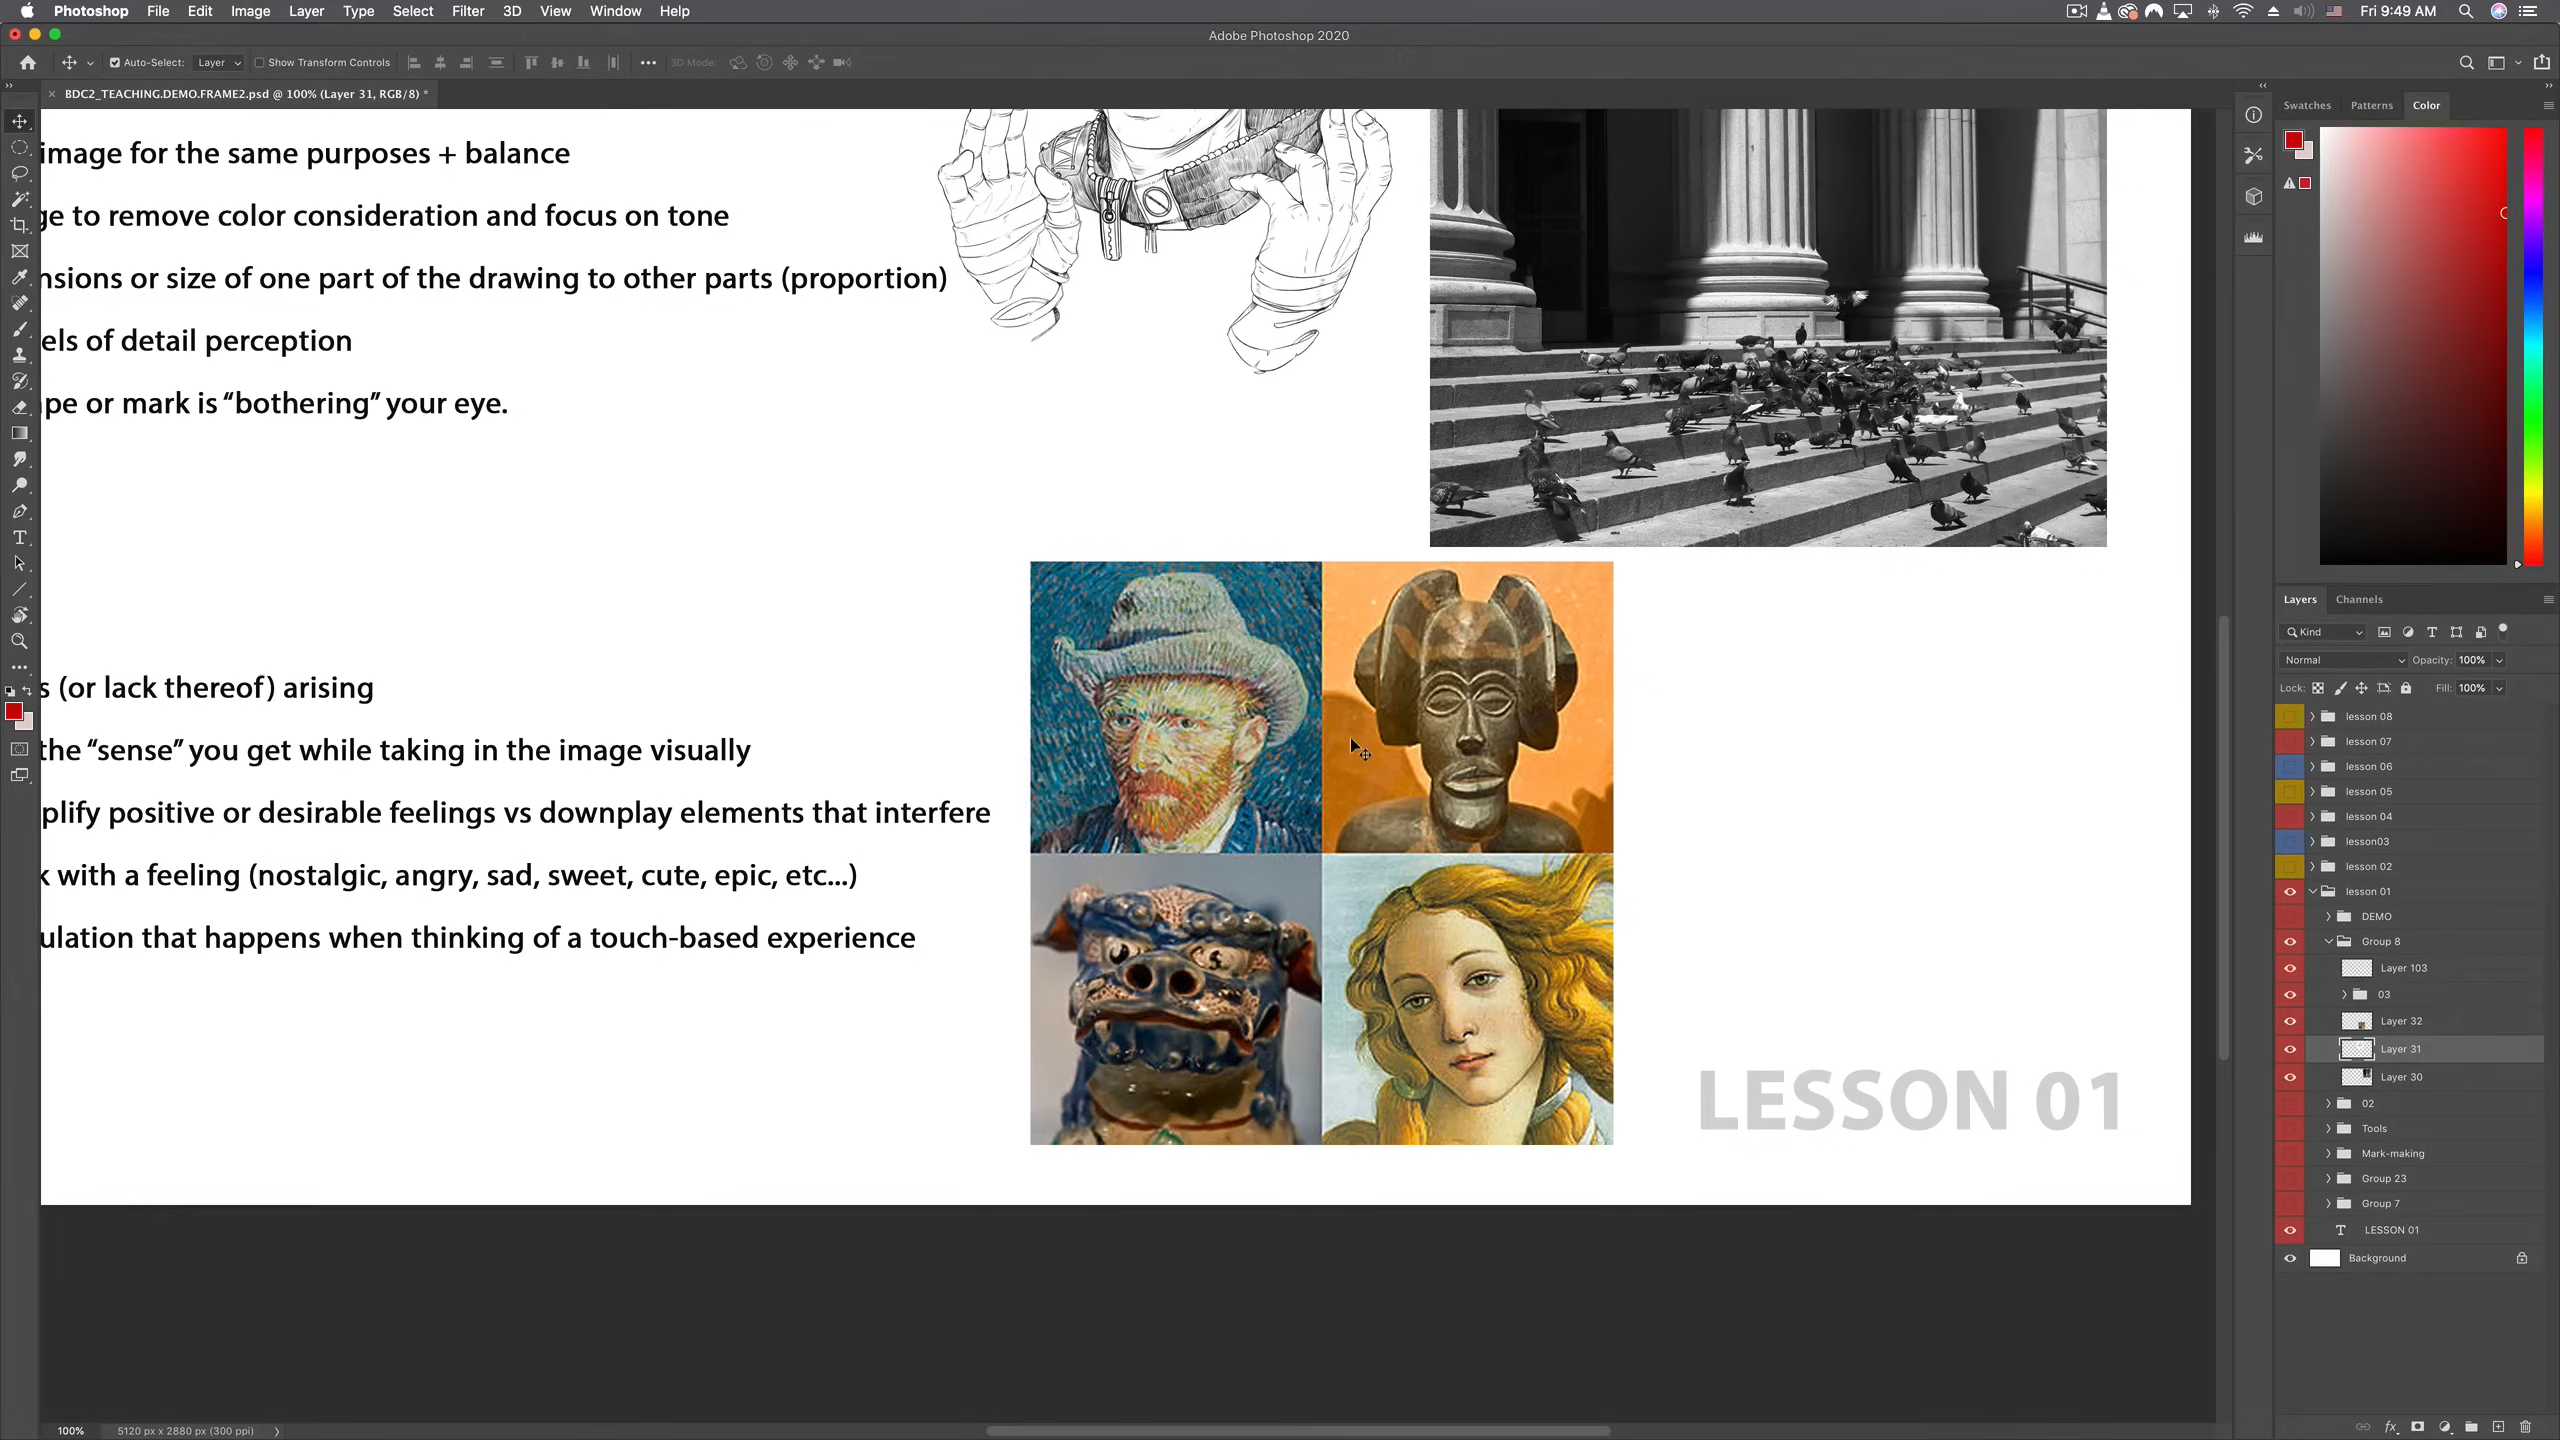 Photoshop File Edit Image Layer Type Select Filter 3D View Window Help Fri 9:49 AM
Adobe Photoshop 2020
Auto-Select: Layer Show Transform Controls 3D Mode:
BDC2_TEACHING.DEMO.FRAME2.psd @ 100% (Layer 31, RGB/8) *
image for the same purposes + balance
ge to remove color consideration and focus on tone
nsions or size of one part of the drawing to other parts (proportion)
els of detail perception
pe or mark is “bothering” your eye.
s (or lack thereof) arising
the “sense” you get while taking in the image visually
plify positive or desirable feelings vs downplay elements that interfere
k with a feeling (nostalgic, angry, sad, sweet, cute, epic, etc...)
ulation that happens when thinking of a touch-based experience
LESSON 01
Swatches Patterns Color
Layers Channels
Kind
Normal Opacity: 100%
Lock: Fill: 100%
lesson 08
lesson 07
lesson 06
lesson 05
lesson 04
lesson03
lesson 02
lesson 01
DEMO
Group 8
Layer 103
03
Layer 32
Layer 31
Layer 30
02
Tools
Mark-making
Group 23
Group 7
T LESSON 01
Background
100% 5120 px x 2880 px (300 ppi)